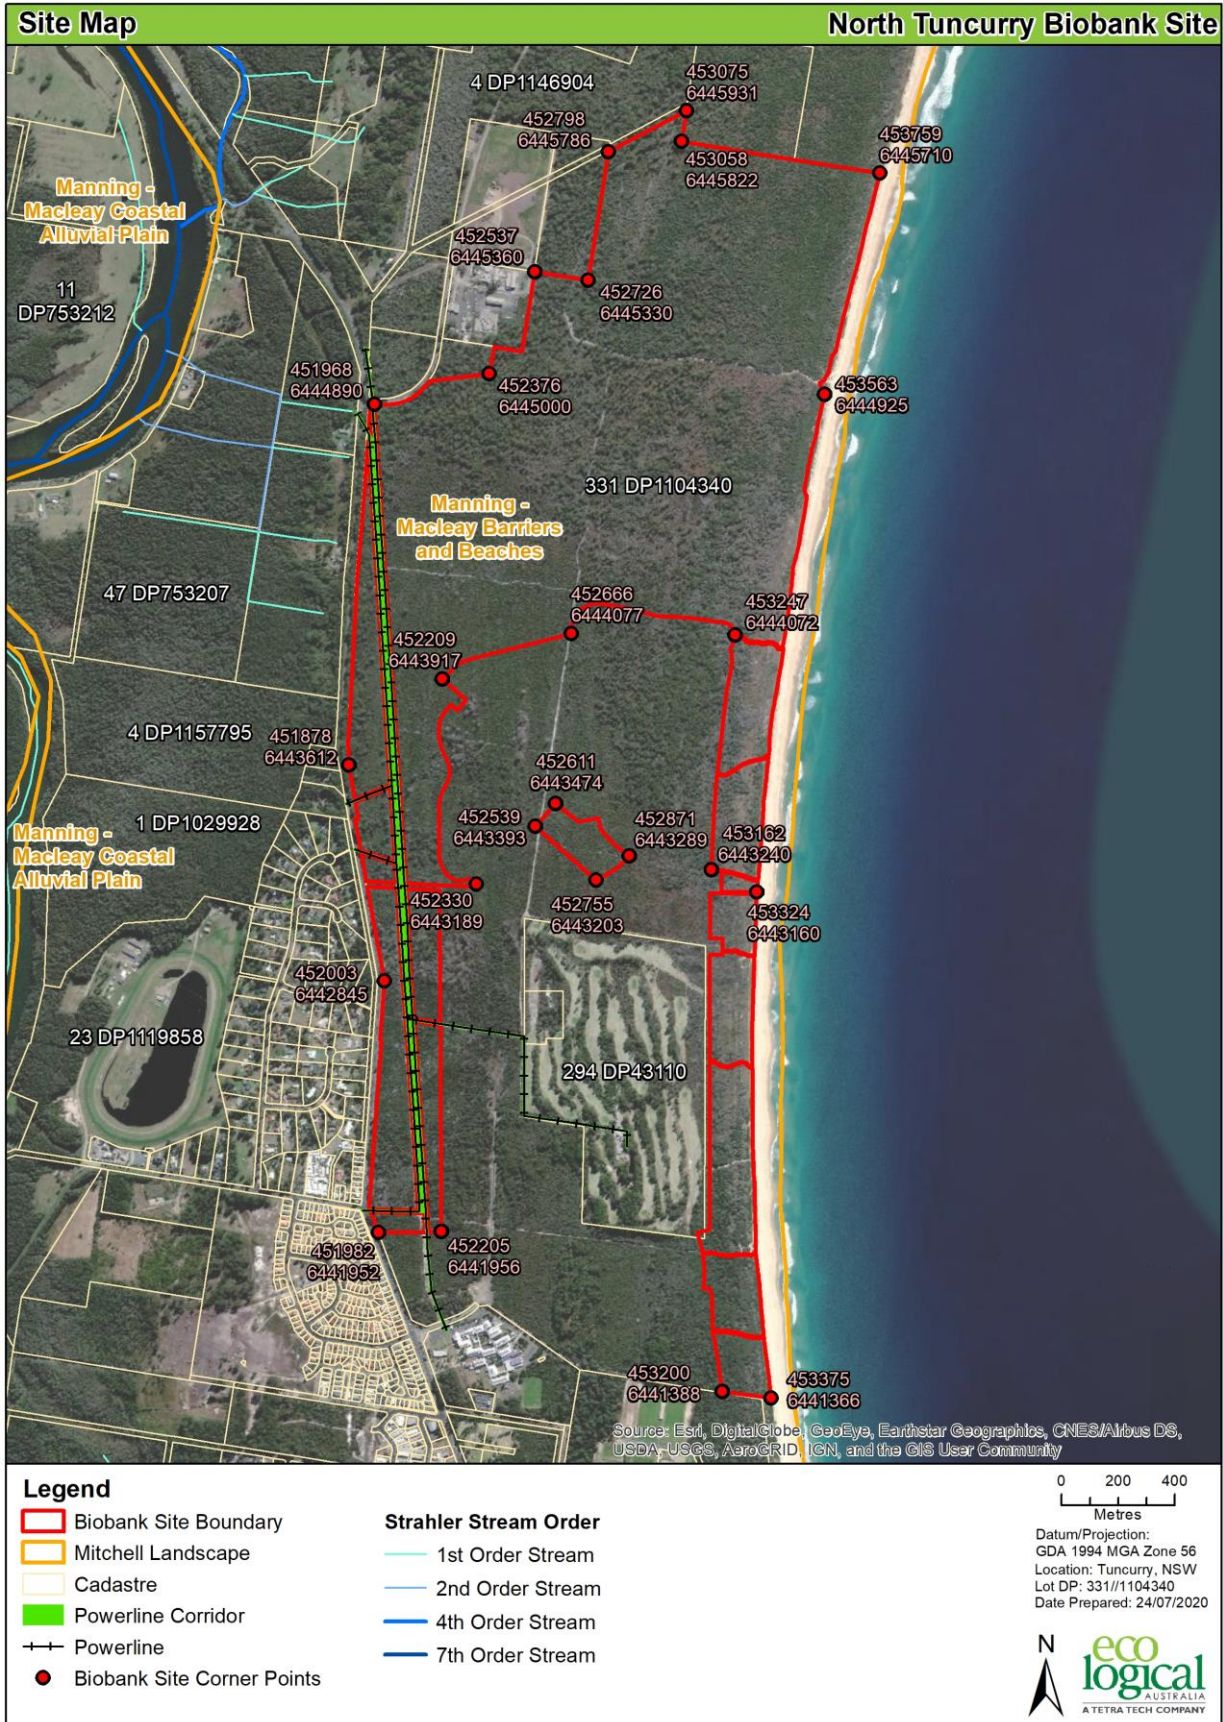 Site Map
North Tuncurry Biobank Site
4 DP1146904
453075
6445931
452798
6445786
453759
6445710
453058
6445822
Manning -
Macleay Coastal
Alluvial Plain
452537
6445360
11
DP753212
452726
6445330
451968
6444890
452376
6445000
453563
6444925
331 DP1104340
Manning -
Macleay Barriers
and Beaches
47 DP753207
452666
6444077
453247
6444072
452209
6443917
4 DP1157795
451878
6443612
452611
6443474
1 DP1029928
452539
6443393
452871
6443289
453162
6443240
Manning -
Macleay Coastal
Alluvial Plain
452330
6443189
452755
6443203
453324
6443160
452003
6442845
23 DP1119858
294 DP43110
451982
6441952
452205
6441956
453200
6441388
453375
6441366
Source: Esri, DigitalGlobe, GeoEye, Earthstar Geographics, CNES/Airbus DS,
USDA, USGS, AeroGRID, IGN, and the GIS User Community
Legend
Biobank Site Boundary
Mitchell Landscape
Cadastre
Powerline Corridor
Powerline
Biobank Site Corner Points
Strahler Stream Order
1st Order Stream
2nd Order Stream
4th Order Stream
7th Order Stream
0 200 400
Metres
Datum/Projection:
GDA 1994 MGA Zone 56
Location: Tuncurry, NSW
Lot DP: 331//1104340
Date Prepared: 24/07/2020
N
eco
logical
AUSTRALIA
A TETRA TECH COMPANY